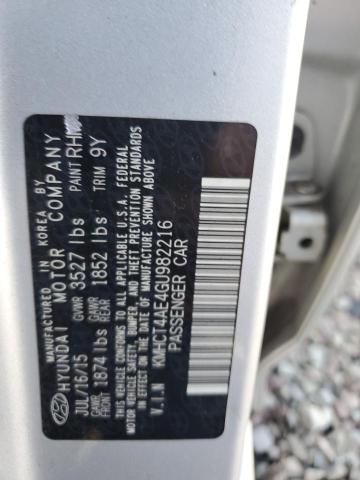 MANUFACTURED IN KOREA BY
HYUNDAI MOTOR COMPANY
JUL/16/15 GVWR 3527 lbs PAINT RHM
GAWR FRONT 1874 lbs GAWR REAR 1852 lbs TRIM 9Y
THIS VEHICLE CONFORMS TO ALL APPLICABLE U.S.A. FEDERAL
MOTOR VEHICLE SAFETY, BUMPER, AND THEFT PREVENTION
STANDARDS IN EFFECT ON THE DATE OF MANUFACTURE
SHOWN ABOVE.
V.I.N KMHCT4AE4GU982216
PASSENGER CAR